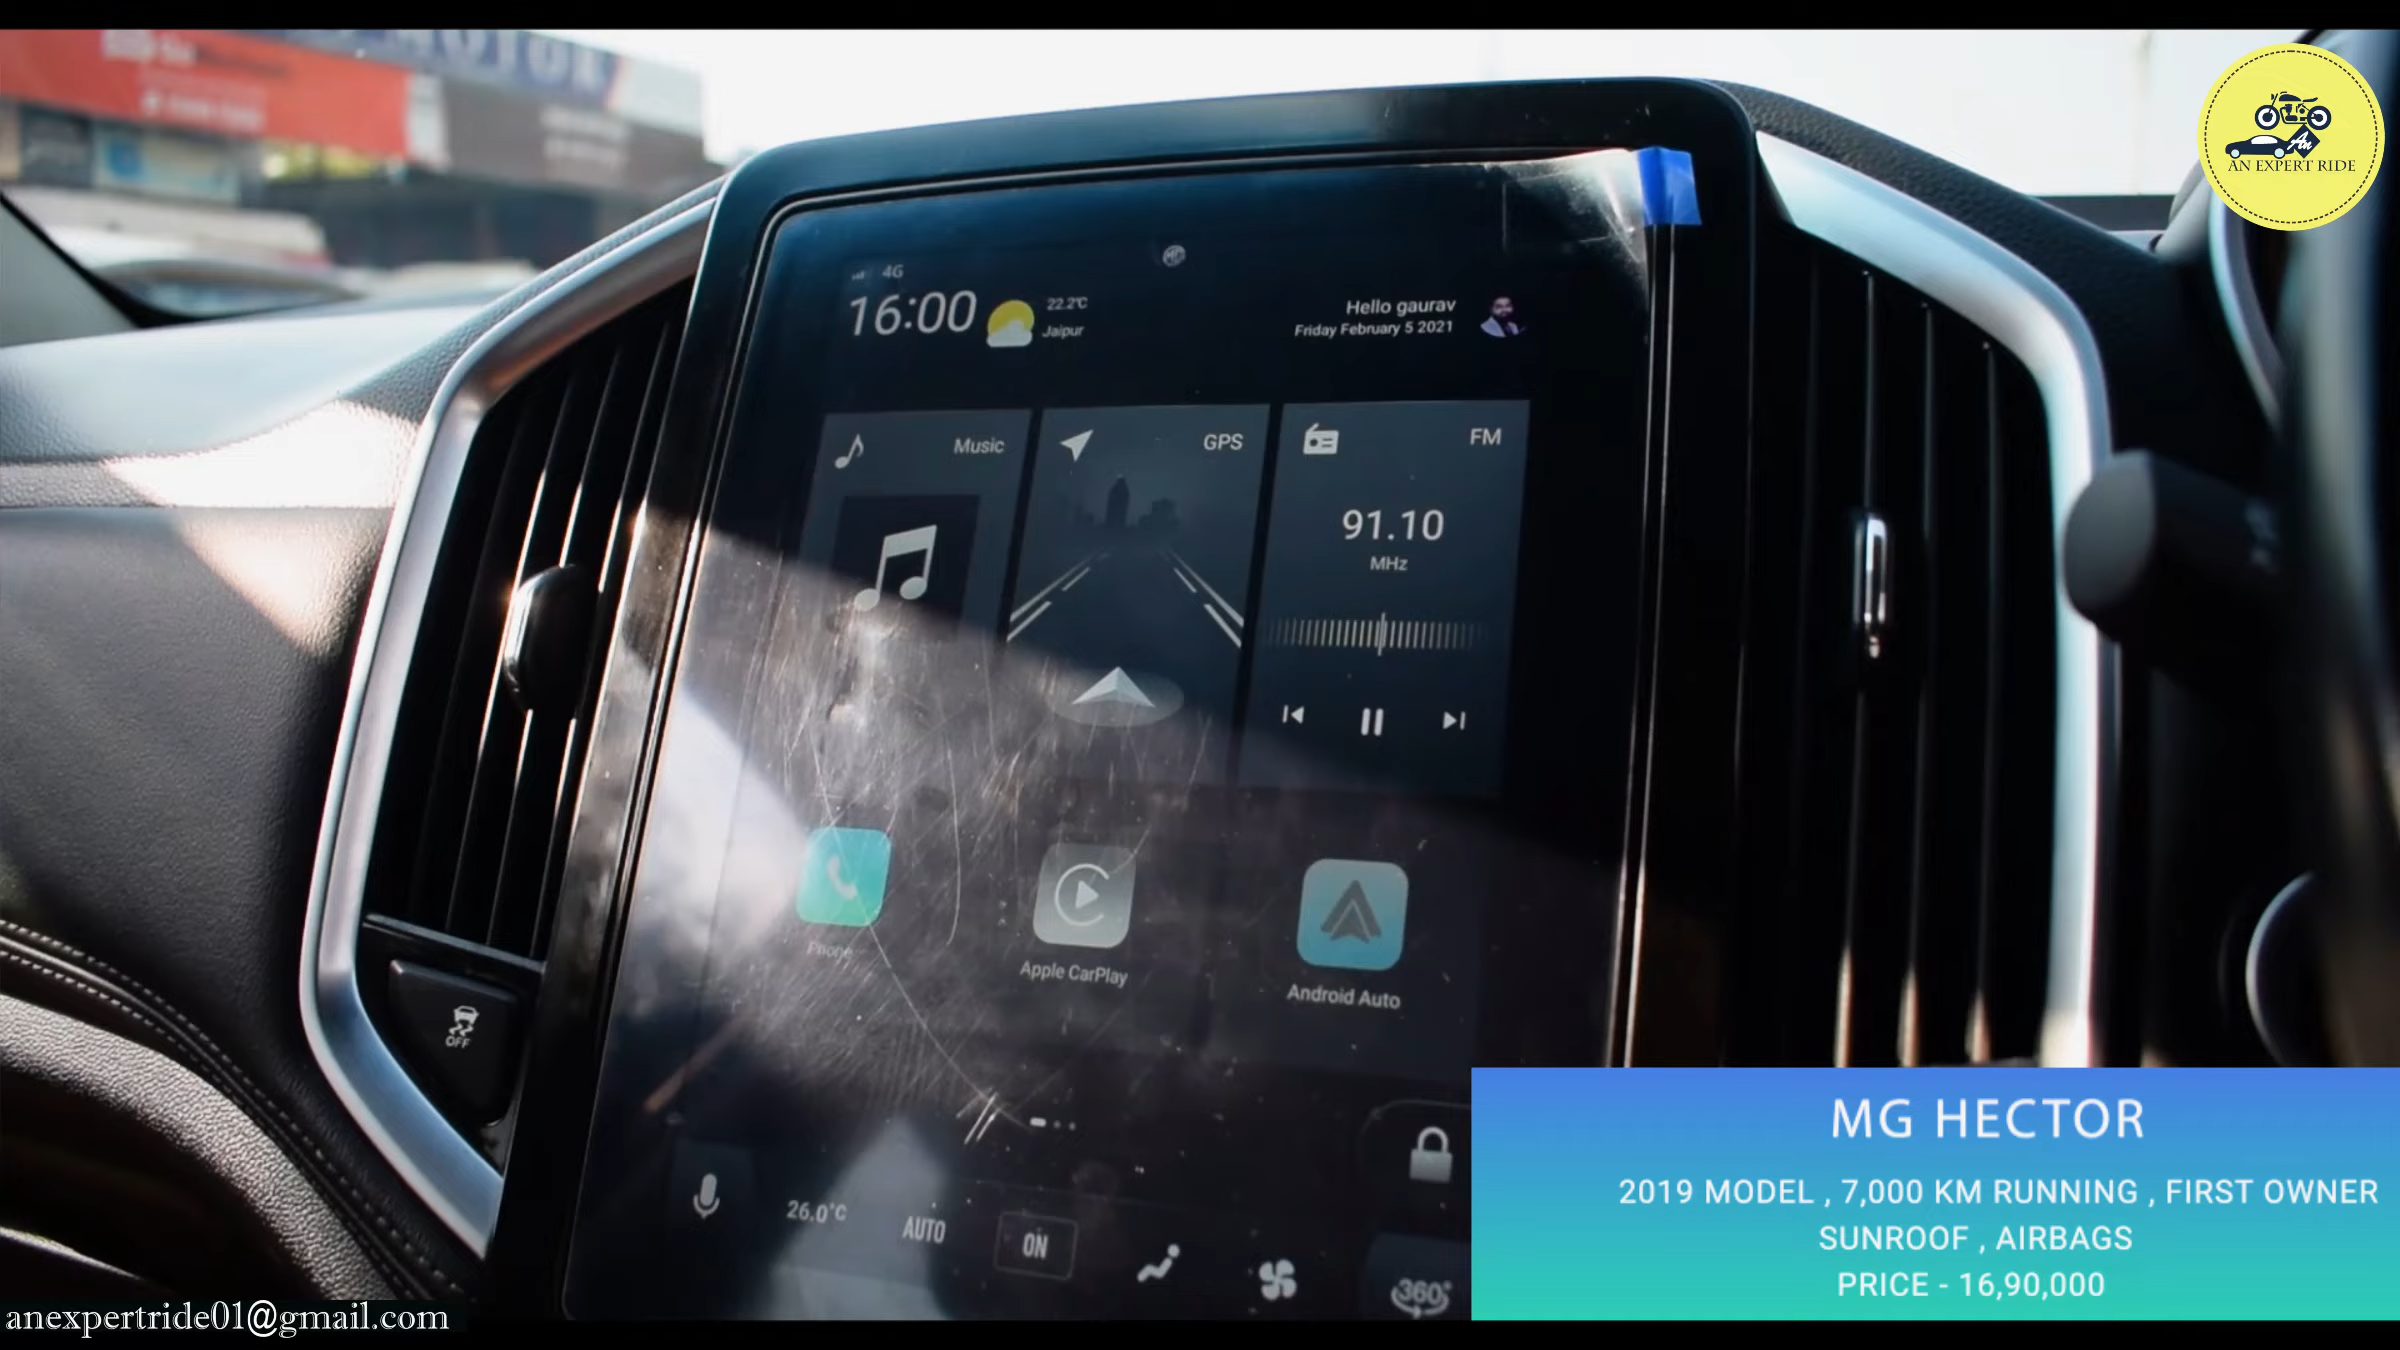 MOTOR
An
AN EXPERT RIDE
4G
16:00
22.2°C
Jaipur
Hello gaurav
Friday February 5 2021
Music
GPS
FM
91.10
MHz
Phone
Apple CarPlay
Android Auto
OFF
26.0°C
AUTO
ON
360°
MG HECTOR
2019 MODEL , 7,000 KM RUNNING , FIRST OWNER
SUNROOF , AIRBAGS
PRICE - 16,90,000
anexpertride01@gmail.com